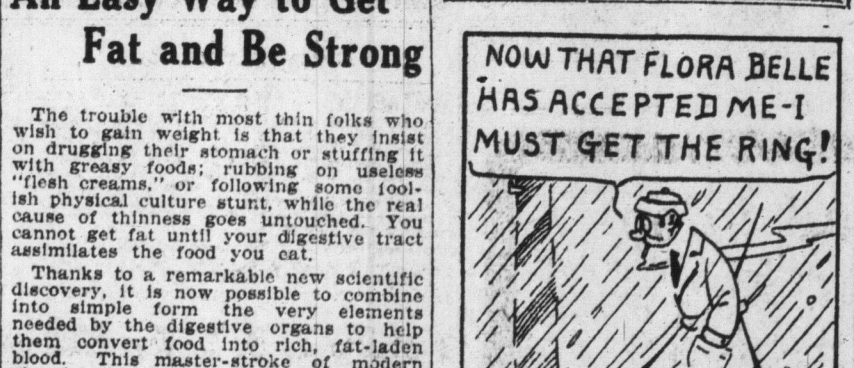 An Easy Way to Get
Fat and Be Strong
The trouble with most thin folks who
wish to gain weight is that they insist
on drugging their stomach or stuffing it
with greasy foods; rubbing on useless
"flesh creams," or following some fool-
ish physical culture stunt, while the real
cause of thinness goes untouched. You
cannot get fat until your digestive tract
assimilates the food you eat.
Thanks to a remarkable new scientific
discovery, it is now possible to combine
into simple form the very elements
needed by the digestive organs to help
them convert food into rich, fat-laden
blood. This master-stroke of modern
NOW THAT FLORA BELLE
HAS ACCEPTED ME-I
MUST GET THE RING!